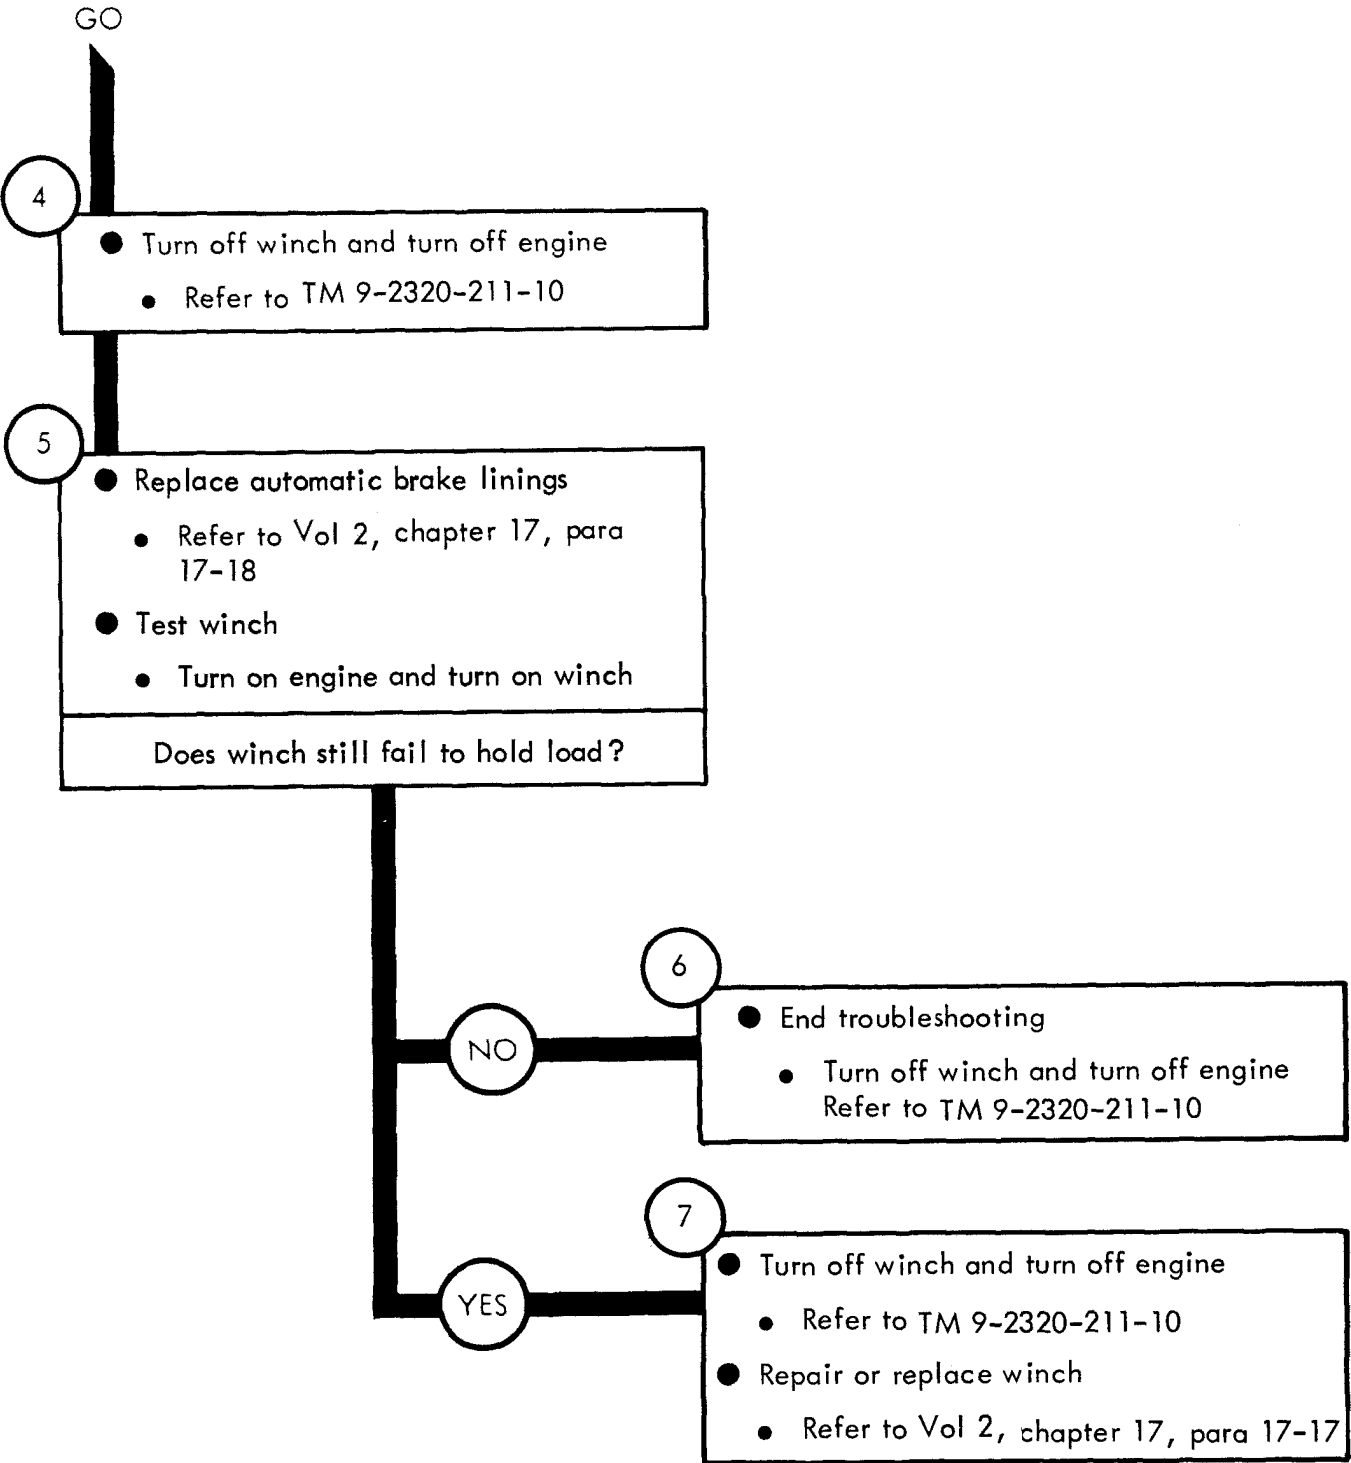 GO
4
● Turn off winch and turn off engine
● Refer to TM 9-2320-211-10
5
● Replace automatic brake linings
● Refer to Vol 2, chapter 17, para
17-18
● Test winch
● Turn on engine and turn on winch
Does winch still fail to hold load?
6
NO
● End troubleshooting
● Turn off winch and turn off engine
Refer to TM 9-2320-211-10
7
YES
● Turn off winch and turn off engine
● Refer to TM 9-2320-211-10
● Repair or replace winch
● Refer to Vol 2, chapter 17, para 17-17